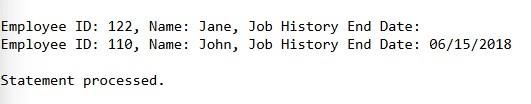 Employee ID: 122, Name: Jane, Job History End Date:
Employee ID: 110, Name: John, Job History End Date: 06/15/2018
Statement processed.